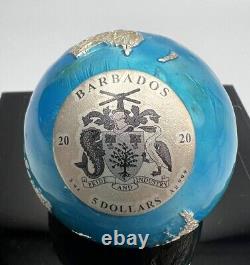 BARBADOS
20 20
PRIDE AND INDUSTRY
5 DOLLARS